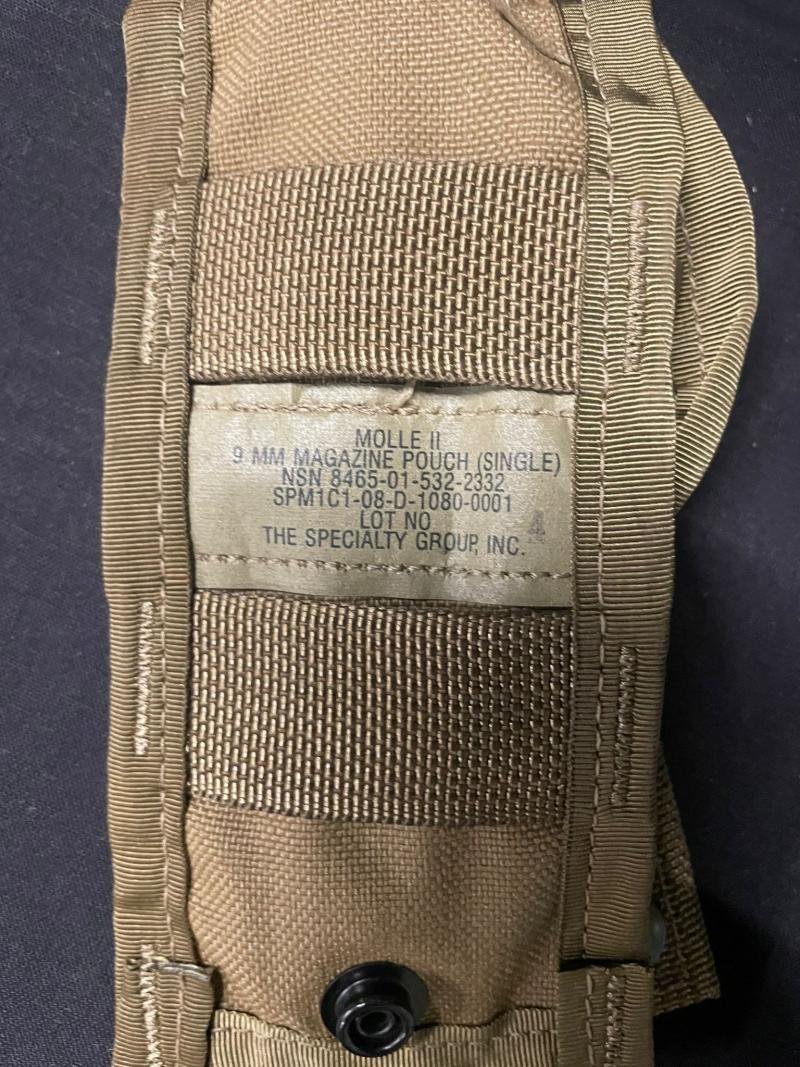 MOLLE II
9 MM MAGAZINE POUCH (SINGLE)
NSN 8465-01-532-2332
SPM1C1-08-D-1080-0001
LOT NO 4
THE SPECIALTY GROUP, INC.